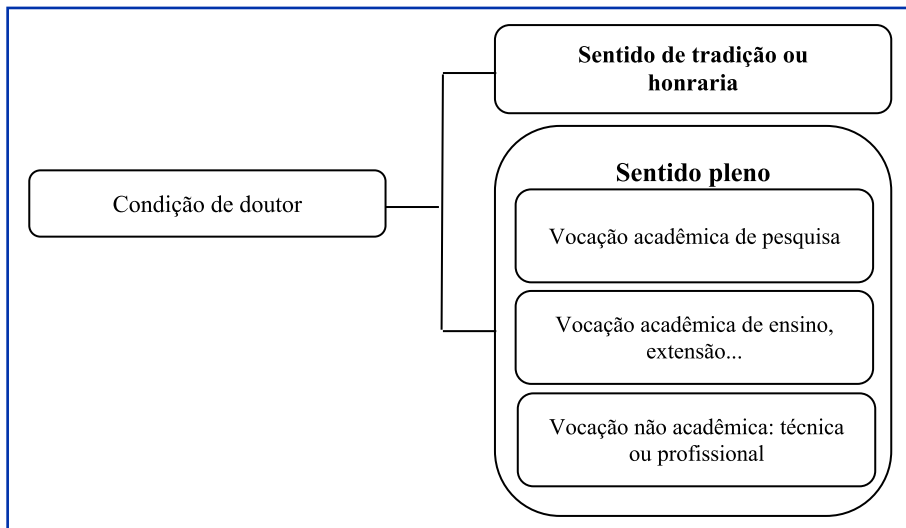 Sentido de tradição ou
honraria
Condição de doutor
Sentido pleno
Vocação acadêmica de pesquisa
Vocação acadêmica de ensino,
extensão...
Vocação não acadêmica: técnica
ou profissional